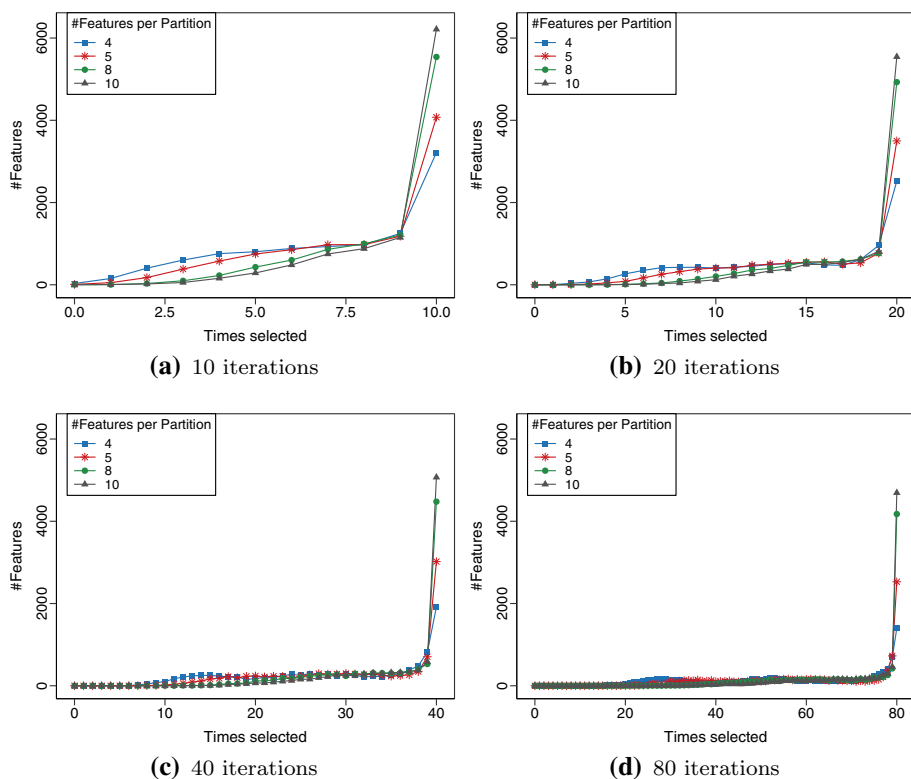 #Features per Partition
4
5
8
10
#Features
0 2000 4000 6000
0.0 2.5 5.0 7.5 10.0
Times selected
(a) 10 iterations
#Features per Partition
4
5
8
10
#Features
0 2000 4000 6000
0 5 10 15 20
Times selected
(b) 20 iterations
#Features per Partition
4
5
8
10
#Features
0 2000 4000 6000
0 10 20 30 40
Times selected
(c) 40 iterations
#Features per Partition
4
5
8
10
#Features
0 2000 4000 6000
0 20 40 60 80
Times selected
(d) 80 iterations